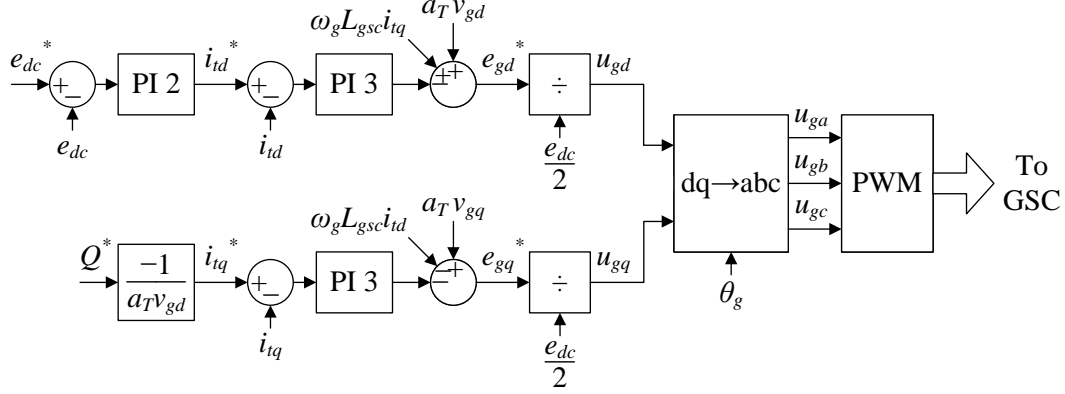 ω_g L_gsc i_tq
a_T v_gd
e_dc*
+
−
e_dc
PI 2
i_td*
+
−
i_td
PI 3
+
+
−
e_gd*
÷
e_dc
2
u_gd
Q*
−1
a_T v_gd
i_tq*
+
−
i_tq
PI 3
ω_g L_gsc i_td
a_T v_gq
−
+
−
e_gq*
÷
e_dc
2
u_gq
dq→abc
θ_g
u_ga
u_gb
u_gc
PWM
To
GSC